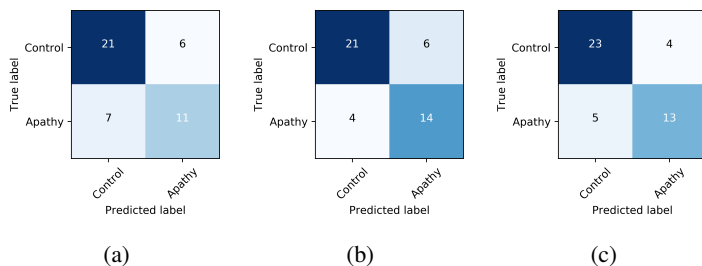 Control 21 6
Apathy 7 11
True label
Control Apathy
Predicted label
(a)
Control 21 6
Apathy 4 14
True label
Control Apathy
Predicted label
(b)
Control 23 4
Apathy 5 13
True label
Control Apathy
Predicted label
(c)